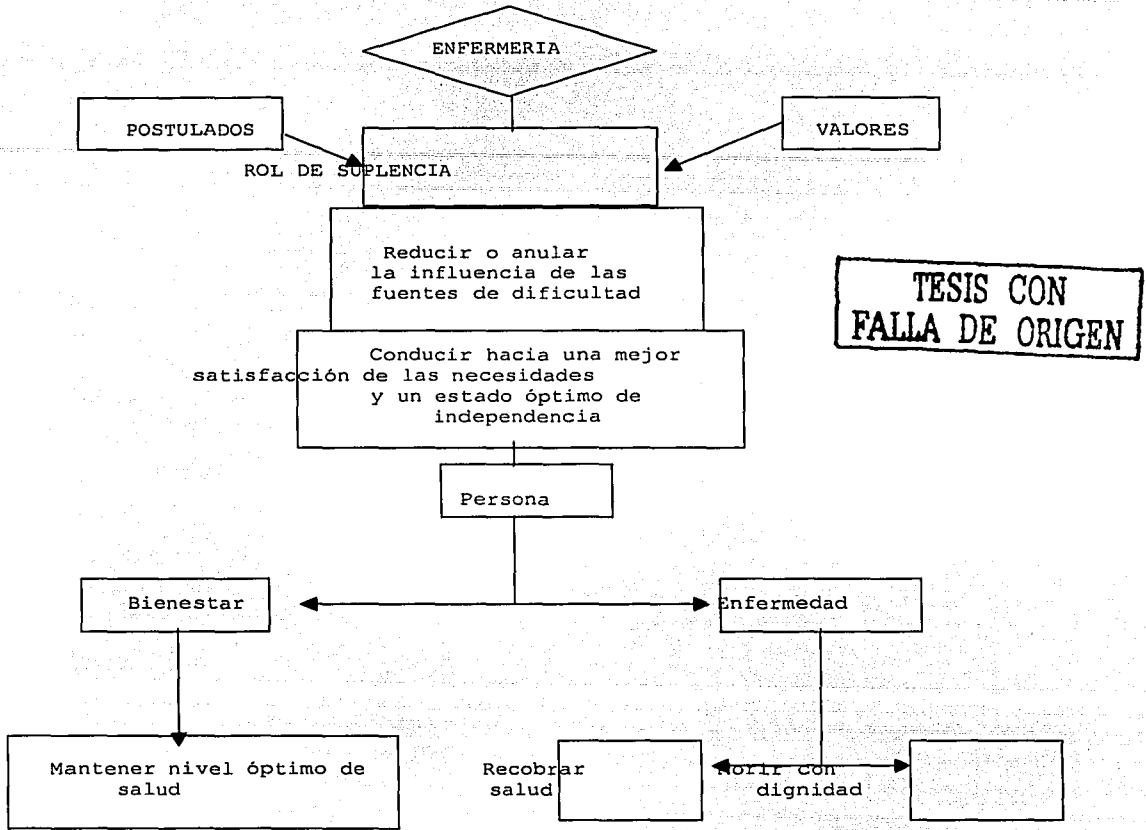 ENFERMERIA
POSTULADOS
VALORES
ROL DE SUPLENCIA
Reducir o anular
la influencia de las
fuentes de dificultad
TESIS CON
FALLA DE ORIGEN
Conducir hacia una mejor
satisfacción de las necesidades
y un estado óptimo de
independencia
Persona
Bienestar
Enfermedad
Mantener nivel óptimo de
salud
Recobrar
salud
Morir con
dignidad